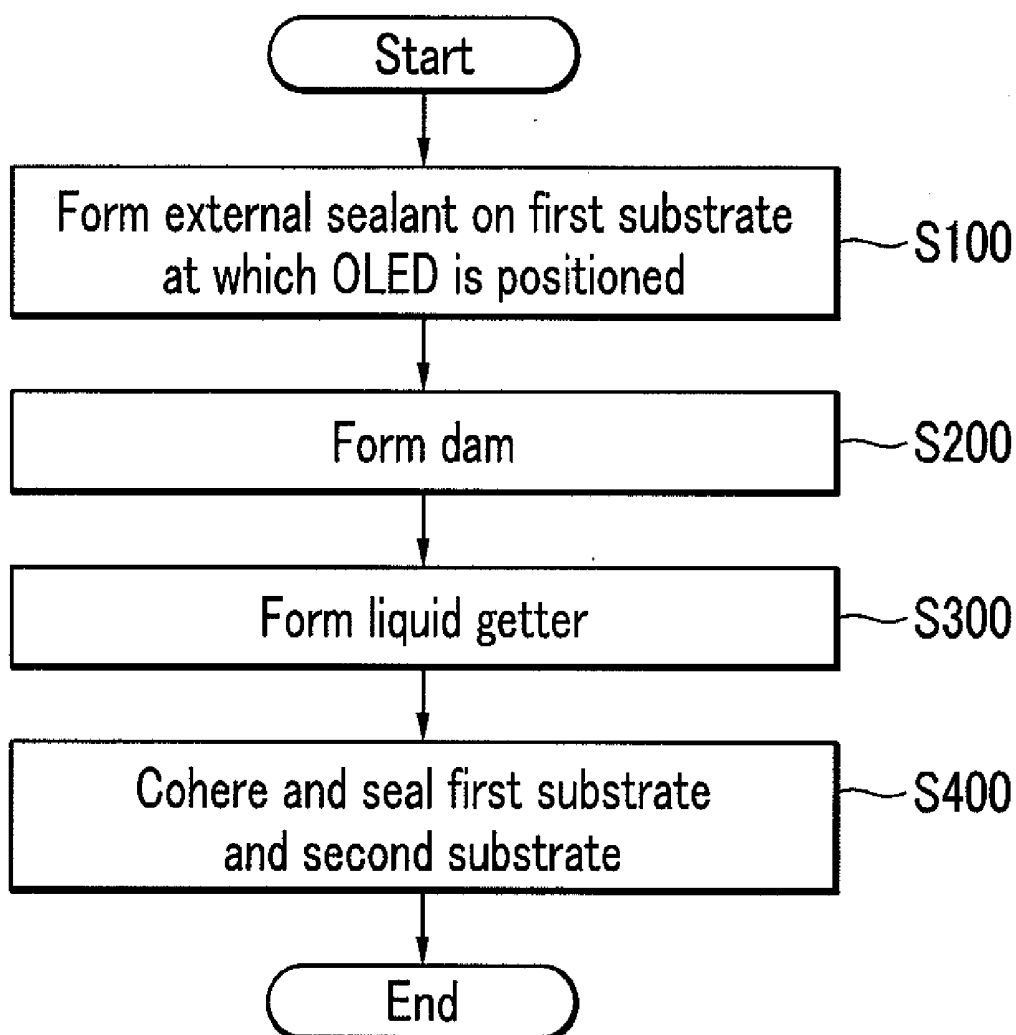 Start
Form external sealant on first substrate
at which OLED is positioned
S100
Form dam
S200
Form liquid getter
S300
Cohere and seal first substrate
and second substrate
S400
End